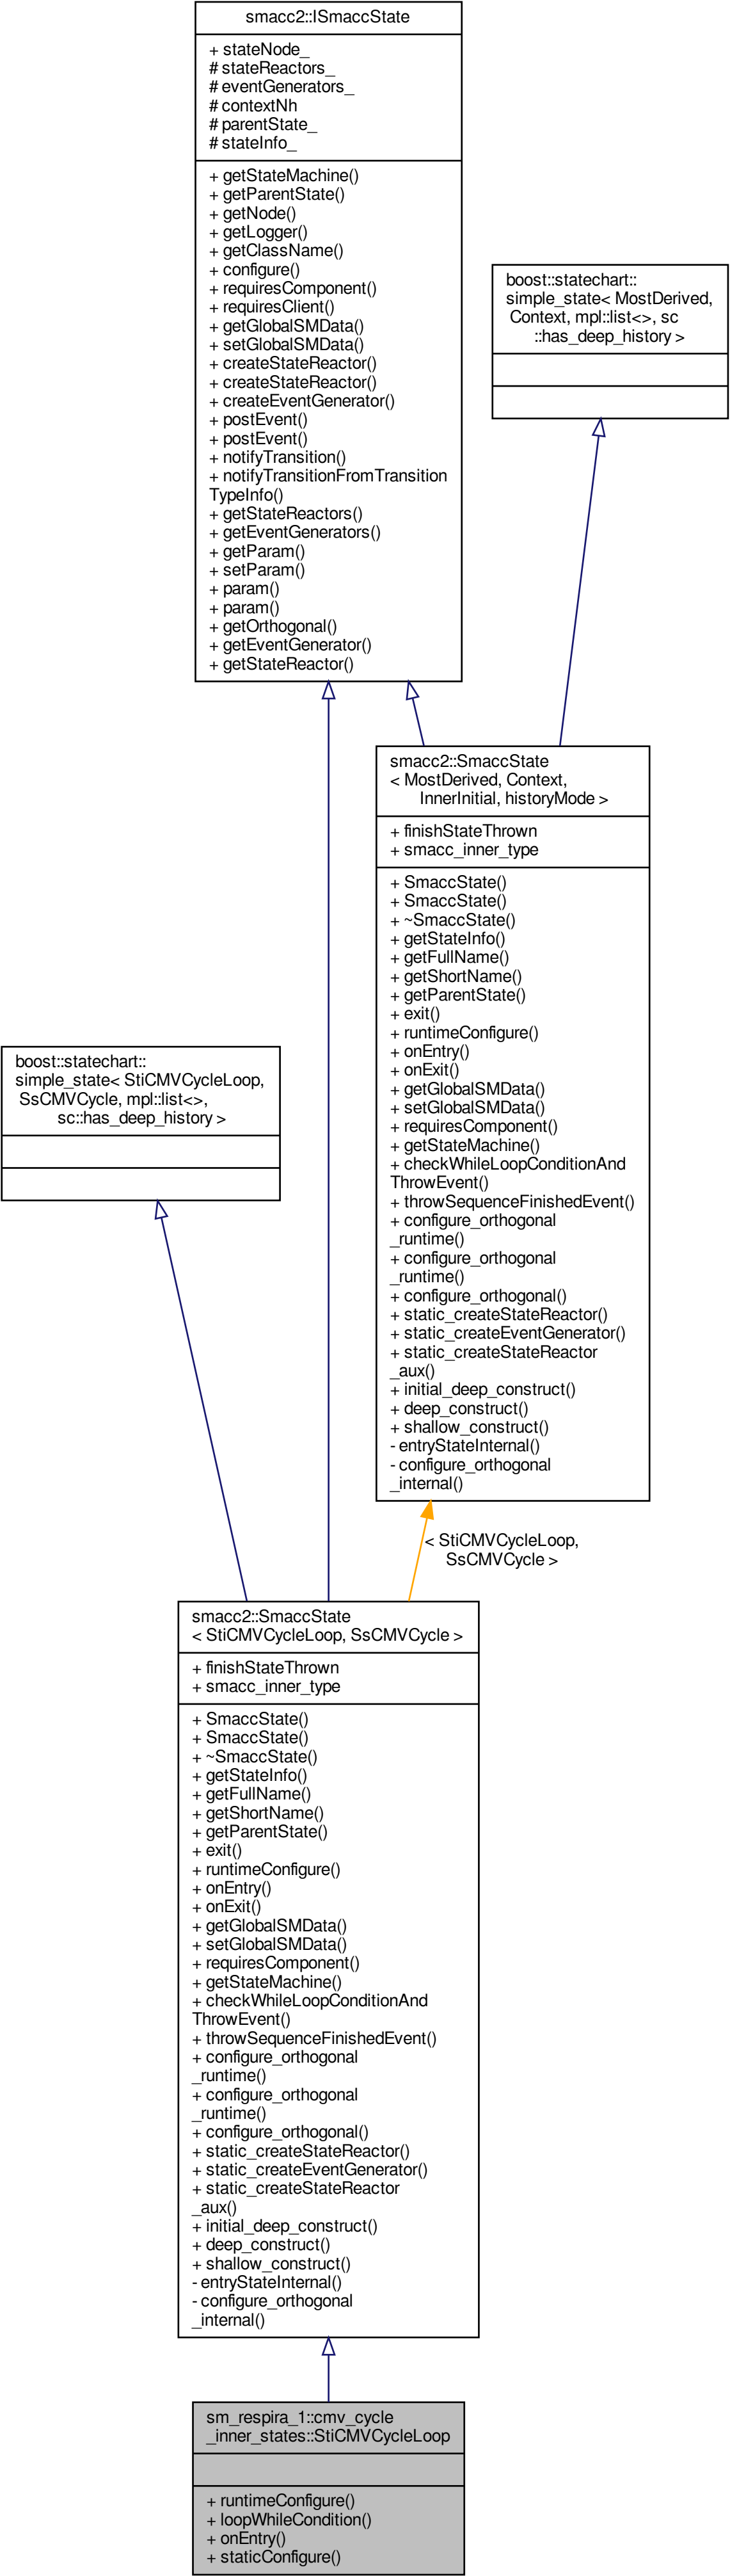 smacc2::ISmaccState
+ stateNode_
# stateReactors_
# eventGenerators_
# contextNh
# parentState_
# stateInfo_
+ getStateMachine()
+ getParentState()
+ getNode()
+ getLogger()
+ getClassName()
+ configure()
+ requiresComponent()
+ requiresClient()
+ getGlobalSMData()
+ setGlobalSMData()
+ createStateReactor()
+ createStateReactor()
+ createEventGenerator()
+ postEvent()
+ postEvent()
+ notifyTransition()
+ notifyTransitionFromTransition
TypeInfo()
+ getStateReactors()
+ getEventGenerators()
+ getParam()
+ setParam()
+ param()
+ param()
+ getOrthogonal()
+ getEventGenerator()
+ getStateReactor()
boost::statechart::
simple_state< MostDerived,
Context, mpl::list<>, sc
::has_deep_history >
smacc2::SmaccState
< MostDerived, Context,
InnerInitial, historyMode >
+ finishStateThrown
+ smacc_inner_type
+ SmaccState()
+ SmaccState()
+ ~SmaccState()
+ getStateInfo()
+ getFullName()
+ getShortName()
+ getParentState()
+ exit()
+ runtimeConfigure()
+ onEntry()
+ onExit()
+ getGlobalSMData()
+ setGlobalSMData()
+ requiresComponent()
+ getStateMachine()
+ checkWhileLoopConditionAnd
ThrowEvent()
+ throwSequenceFinishedEvent()
+ configure_orthogonal
_runtime()
+ configure_orthogonal
_runtime()
+ configure_orthogonal()
+ static_createStateReactor()
+ static_createEventGenerator()
+ static_createStateReactor
_aux()
+ initial_deep_construct()
+ deep_construct()
+ shallow_construct()
- entryStateInternal()
- configure_orthogonal
_internal()
boost::statechart::
simple_state< StiCMVCycleLoop,
SsCMVCycle, mpl::list<>,
sc::has_deep_history >
< StiCMVCycleLoop,
SsCMVCycle >
smacc2::SmaccState
< StiCMVCycleLoop, SsCMVCycle >
+ finishStateThrown
+ smacc_inner_type
+ SmaccState()
+ SmaccState()
+ ~SmaccState()
+ getStateInfo()
+ getFullName()
+ getShortName()
+ getParentState()
+ exit()
+ runtimeConfigure()
+ onEntry()
+ onExit()
+ getGlobalSMData()
+ setGlobalSMData()
+ requiresComponent()
+ getStateMachine()
+ checkWhileLoopConditionAnd
ThrowEvent()
+ throwSequenceFinishedEvent()
+ configure_orthogonal
_runtime()
+ configure_orthogonal
_runtime()
+ configure_orthogonal()
+ static_createStateReactor()
+ static_createEventGenerator()
+ static_createStateReactor
_aux()
+ initial_deep_construct()
+ deep_construct()
+ shallow_construct()
- entryStateInternal()
- configure_orthogonal
_internal()
sm_respira_1::cmv_cycle
_inner_states::StiCMVCycleLoop
+ runtimeConfigure()
+ loopWhileCondition()
+ onEntry()
+ staticConfigure()